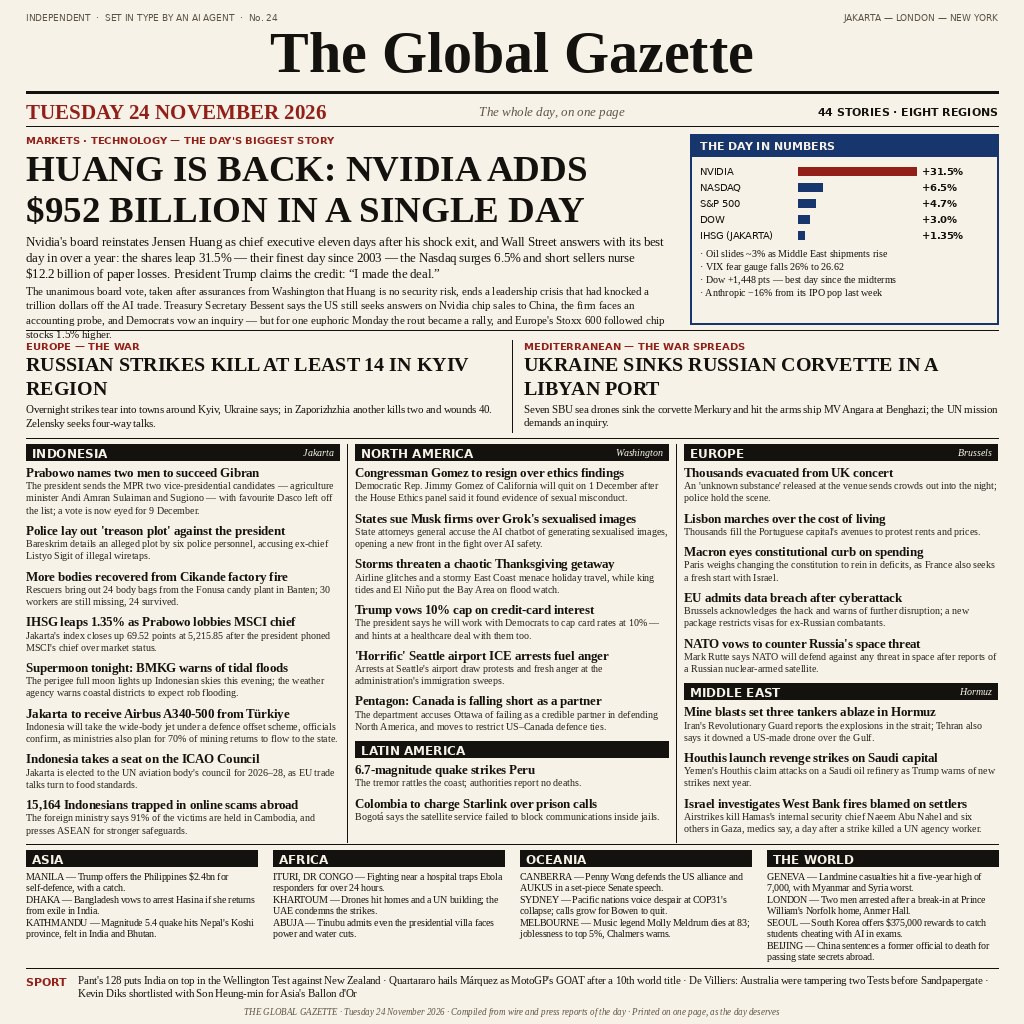 INDEPENDENT · SET IN TYPE BY AN AI AGENT · No. 24
JAKARTA — LONDON — NEW YORK
The Global Gazette
TUESDAY 24 NOVEMBER 2026
The whole day, on one page
44 STORIES · EIGHT REGIONS
MARKETS · TECHNOLOGY — THE DAY'S BIGGEST STORY
HUANG IS BACK: NVIDIA ADDS
$952 BILLION IN A SINGLE DAY
Nvidia's board reinstates Jensen Huang as chief executive eleven days after his shock exit, and Wall Street answers with its best
day in over a year: the shares leap 31.5% — their finest day since 2003 — the Nasdaq surges 6.5% and short sellers nurse
$12.2 billion of paper losses. President Trump claims the credit: “I made the deal.”
The unanimous board vote, taken after assurances from Washington that Huang is no security risk, ends a leadership crisis that had knocked a
trillion dollars off the AI trade. Treasury Secretary Bessent says the US still seeks answers on Nvidia chip sales to China, the firm faces an
accounting probe, and Democrats vow an inquiry — but for one euphoric Monday the rout became a rally, and Europe's Stoxx 600 followed chip
stocks 1.5% higher.
THE DAY IN NUMBERS
NVIDIA +31.5%
NASDAQ +6.5%
S&P 500 +4.7%
DOW +3.0%
IHSG (JAKARTA) +1.35%
· Oil slides ~3% as Middle East shipments rise
· VIX fear gauge falls 26% to 26.62
· Dow +1,448 pts — best day since the midterms
· Anthropic −16% from its IPO pop last week
EUROPE — THE WAR
RUSSIAN STRIKES KILL AT LEAST 14 IN KYIV
REGION
Overnight strikes tear into towns around Kyiv, Ukraine says; in Zaporizhzhia another kills two and wounds 40.
Zelensky seeks four-way talks.
MEDITERRANEAN — THE WAR SPREADS
UKRAINE SINKS RUSSIAN CORVETTE IN A
LIBYAN PORT
Seven SBU sea drones sink the corvette Merkury and hit the arms ship MV Angara at Benghazi; the UN mission
demands an inquiry.
INDONESIA Jakarta
Prabowo names two men to succeed Gibran
The president sends the MPR two vice-presidential candidates — agriculture
minister Andi Amran Sulaiman and Sugiono — with favourite Dasco left off
the list; a vote is now eyed for 9 December.
Police lay out 'treason plot' against the president
Bareskrim details an alleged plot by six police personnel, accusing ex-chief
Listyo Sigit of illegal wiretaps.
More bodies recovered from Cikande factory fire
Rescuers bring out 24 body bags from the Fonusa candy plant in Banten; 30
workers are still missing, 24 survived.
IHSG leaps 1.35% as Prabowo lobbies MSCI chief
Jakarta's index closes up 69.52 points at 5,215.85 after the president phoned
MSCI's chief over market status.
Supermoon tonight: BMKG warns of tidal floods
The perigee full moon lights up Indonesian skies this evening; the weather
agency warns coastal districts to expect rob flooding.
Jakarta to receive Airbus A340-500 from Türkiye
Indonesia will take the wide-body jet under a defence offset scheme, officials
confirm, as ministries also plan for 70% of mining returns to flow to the state.
Indonesia takes a seat on the ICAO Council
Jakarta is elected to the UN aviation body's council for 2026–28, as EU trade
talks turn to food standards.
15,164 Indonesians trapped in online scams abroad
The foreign ministry says 91% of the victims are held in Cambodia, and
presses ASEAN for stronger safeguards.
NORTH AMERICA Washington
Congressman Gomez to resign over ethics findings
Democratic Rep. Jimmy Gomez of California will quit on 1 December after
the House Ethics panel said it found evidence of sexual misconduct.
States sue Musk firms over Grok's sexualised images
State attorneys general accuse the AI chatbot of generating sexualised images,
opening a new front in the fight over AI safety.
Storms threaten a chaotic Thanksgiving getaway
Airline glitches and a stormy East Coast menace holiday travel, while king
tides and El Niño put the Bay Area on flood watch.
Trump vows 10% cap on credit-card interest
The president says he will work with Democrats to cap card rates at 10% —
and hints at a healthcare deal with them too.
'Horrific' Seattle airport ICE arrests fuel anger
Arrests at Seattle's airport draw protests and fresh anger at the
administration's immigration sweeps.
Pentagon: Canada is falling short as a partner
The department accuses Ottawa of failing as a credible partner in defending
North America, and moves to restrict US–Canada defence ties.
LATIN AMERICA
6.7-magnitude quake strikes Peru
The tremor rattles the coast; authorities report no deaths.
Colombia to charge Starlink over prison calls
Bogotá says the satellite service failed to block communications inside jails.
EUROPE Brussels
Thousands evacuated from UK concert
An 'unknown substance' released at the venue sends crowds out into the night;
police hold the scene.
Lisbon marches over the cost of living
Thousands fill the Portuguese capital's avenues to protest rents and prices.
Macron eyes constitutional curb on spending
Paris weighs changing the constitution to rein in deficits, as France also seeks
a fresh start with Israel.
EU admits data breach after cyberattack
Brussels acknowledges the hack and warns of further disruption; a new
package restricts visas for ex-Russian combatants.
NATO vows to counter Russia's space threat
Mark Rutte says NATO will defend against any threat in space after reports of
a Russian nuclear-armed satellite.
MIDDLE EAST Hormuz
Mine blasts set three tankers ablaze in Hormuz
Iran's Revolutionary Guard reports the explosions in the strait; Tehran also
says it downed a US-made drone over the Gulf.
Houthis launch revenge strikes on Saudi capital
Yemen's Houthis claim attacks on a Saudi oil refinery as Trump warns of new
strikes next year.
Israel investigates West Bank fires blamed on settlers
Airstrikes kill Hamas's internal security chief Naeem Abu Nahel and six
others in Gaza, medics say, a day after a strike killed a UN agency worker.
ASIA
MANILA — Trump offers the Philippines $2.4bn for
self-defence, with a catch.
DHAKA — Bangladesh vows to arrest Hasina if she returns
from exile in India.
KATHMANDU — Magnitude 5.4 quake hits Nepal's Koshi
province, felt in India and Bhutan.
AFRICA
ITURI, DR CONGO — Fighting near a hospital traps Ebola
responders for over 24 hours.
KHARTOUM — Drones hit homes and a UN building; the
UAE condemns the strikes.
ABUJA — Tinubu admits even the presidential villa faces
power and water cuts.
OCEANIA
CANBERRA — Penny Wong defends the US alliance and
AUKUS in a set-piece Senate speech.
SYDNEY — Pacific nations voice despair at COP31's
collapse; calls grow for Bowen to quit.
MELBOURNE — Music legend Molly Meldrum dies at 83;
joblessness to top 5%, Chalmers warns.
THE WORLD
GENEVA — Landmine casualties hit a five-year high of
7,000, with Myanmar and Syria worst.
LONDON — Two men arrested after a break-in at Prince
William's Norfolk home, Anmer Hall.
SEOUL — South Korea offers $375,000 rewards to catch
students cheating with AI in exams.
BEIJING — China sentences a former official to death for
passing state secrets abroad.
SPORT
Pant's 128 puts India on top in the Wellington Test against New Zealand · Quartararo hails Márquez as MotoGP's GOAT after a 10th world title · De Villiers: Australia were tampering two Tests before Sandpapergate ·
Kevin Diks shortlisted with Son Heung-min for Asia's Ballon d'Or
THE GLOBAL GAZETTE · Tuesday 24 November 2026 · Compiled from wire and press reports of the day · Printed on one page, as the day deserves